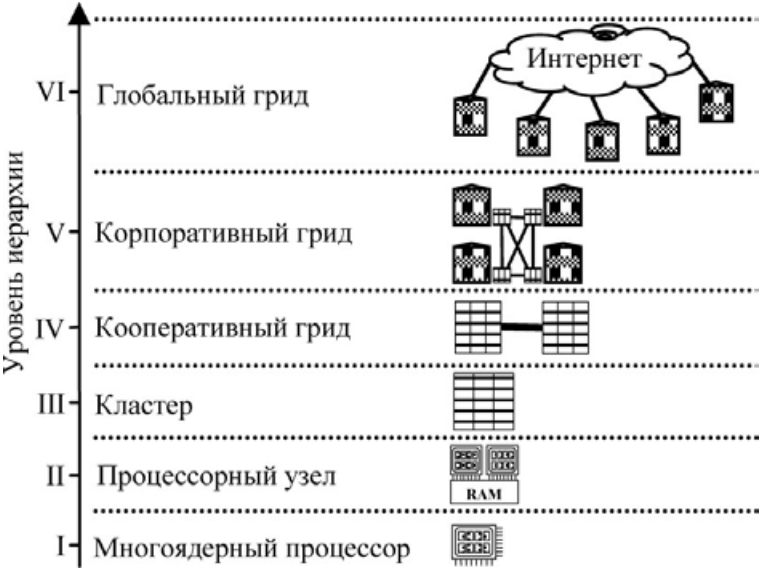 Уровень иерархии
VI Глобальный грид Интернет
V Корпоративный грид
IV Кооперативный грид
III Кластер
II Процессорный узел RAM
I Многоядерный процессор